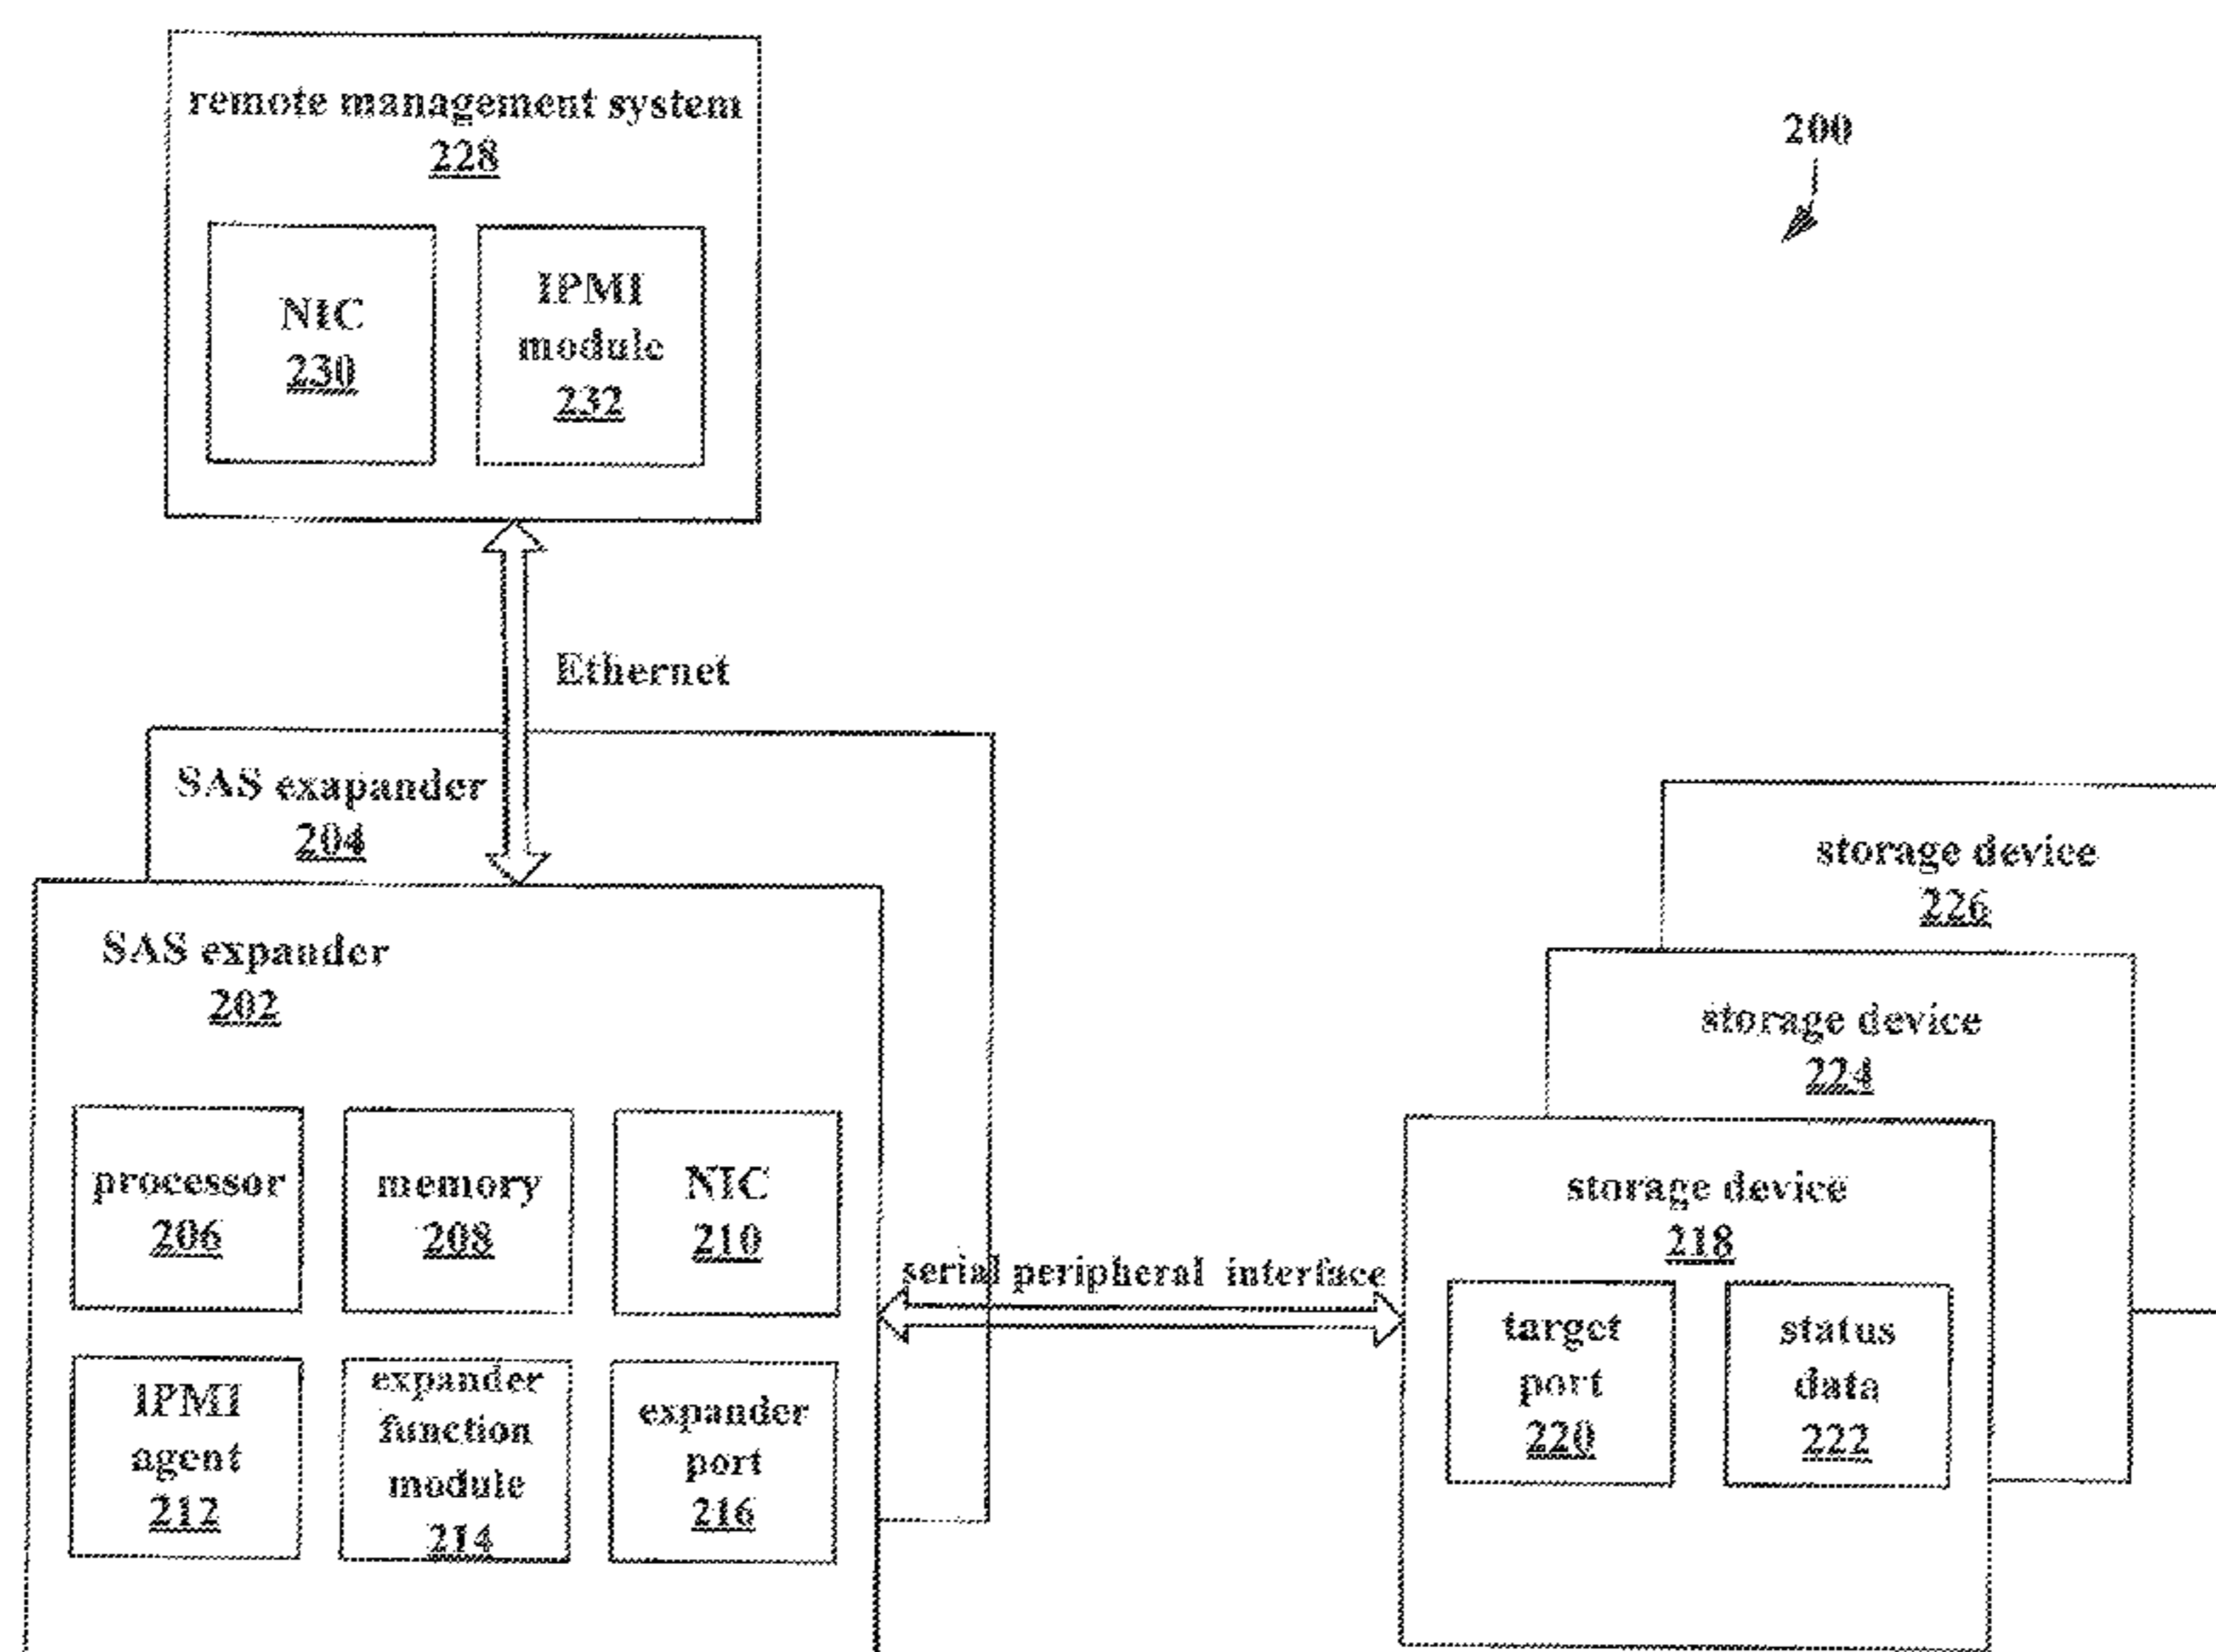 remote management system
228
NIC
230
IPMI
module
232
200
Ethernet
SAS exapander
204
SAS expander
202
processor
206
memory
208
NIC
210
IPMI
agent
212
expander
function
module
214
expander
port
216
serial peripheral interface
storage device
226
storage device
224
storage device
218
target
port
220
status
data
222